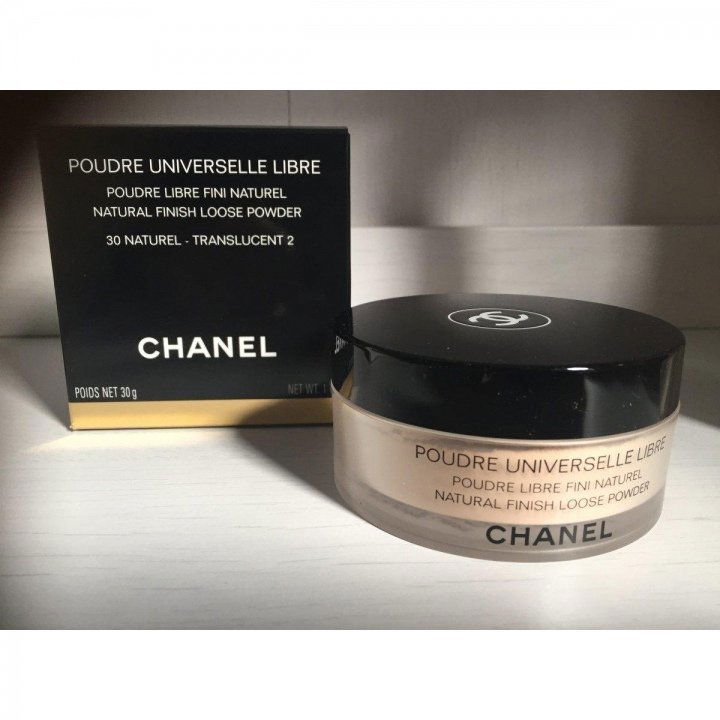 POUDRE UNIVERSELLE LIBRE
POUDRE LIBRE FINI NATUREL
NATURAL FINISH LOOSE POWDER
30 NATUREL - TRANSLUCENT 2
CHANEL
POIDS NET 30 g
NET WT. 1
POUDRE UNIVERSELLE LIBRE
POUDRE LIBRE FINI NATUREL
NATURAL FINISH LOOSE POWDER
CHANEL